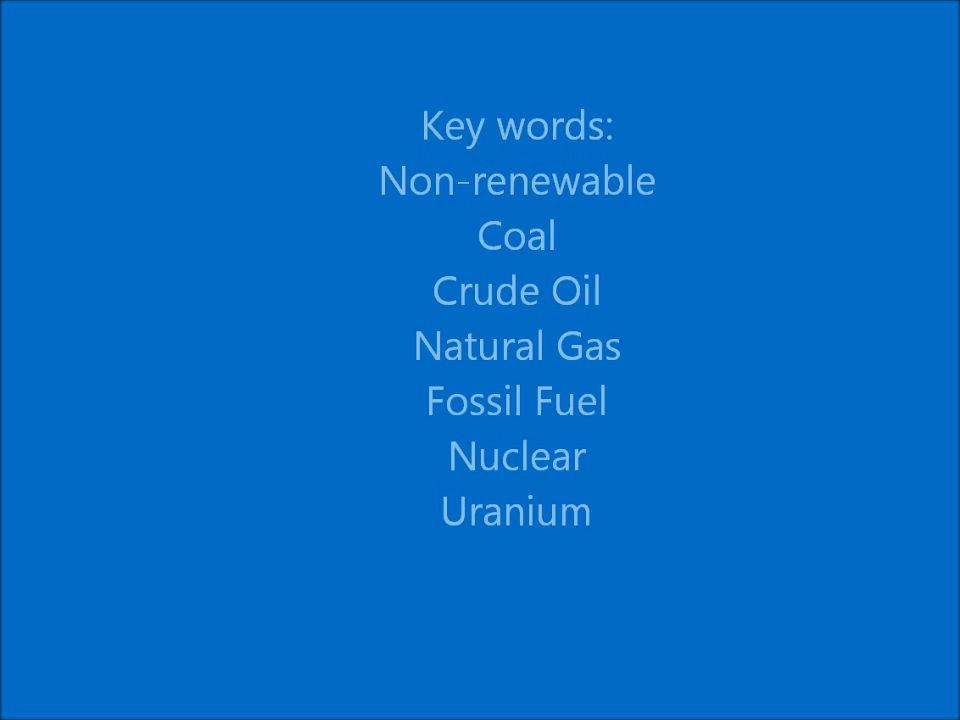 Key words:
Non-renewable
Coal
Crude Oil
Natural Gas
Fossil Fuel
Nuclear
Uranium